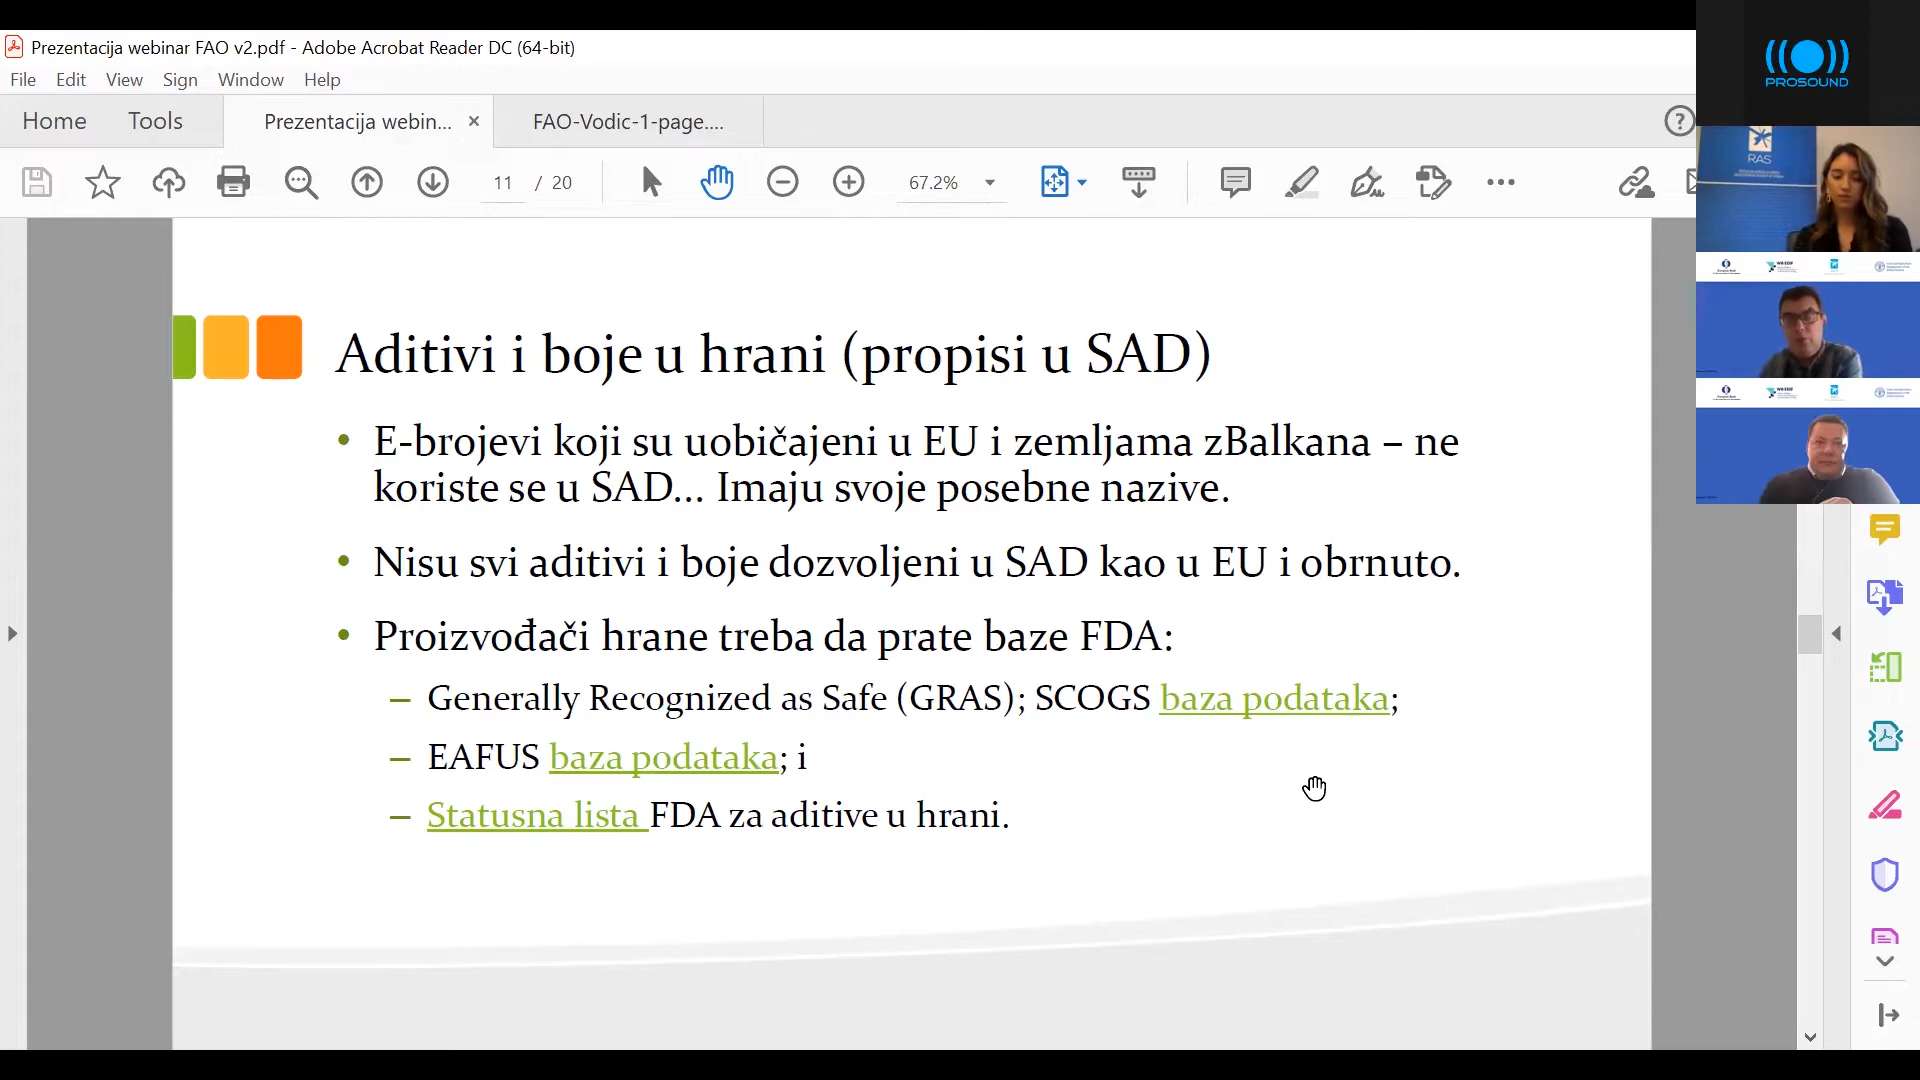 Prezentacija webinar FAO v2.pdf - Adobe Acrobat Reader DC (64-bit)
File Edit View Sign Window Help
Home Tools Prezentacija webin... × FAO-Vodic-1-page....
11 / 20 67.2%
PROSOUND
RAS
Aditivi i boje u hrani (propisi u SAD)
• E-brojevi koji su uobičajeni u EU i zemljama zBalkana – ne
koriste se u SAD... Imaju svoje posebne nazive.
• Nisu svi aditivi i boje dozvoljeni u SAD kao u EU i obrnuto.
• Proizvođači hrane treba da prate baze FDA:
– Generally Recognized as Safe (GRAS); SCOGS baza podataka;
– EAFUS baza podataka; i
– Statusna lista FDA za aditive u hrani.